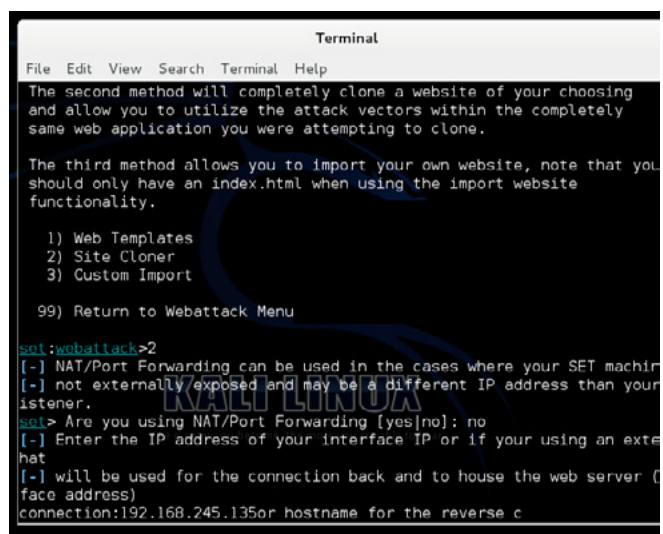 Terminal
File Edit View Search Terminal Help
The second method will completely clone a website of your choosing
and allow you to utilize the attack vectors within the completely
same web application you were attempting to clone.
The third method allows you to import your own website, note that you
should only have an index.html when using the import website
functionality.
1) Web Templates
2) Site Cloner
3) Custom Import
99) Return to Webattack Menu
set:webattack>2
[-] NAT/Port Forwarding can be used in the cases where your SET machin
[-] not externally exposed and may be a different IP address than your
istener.
set> Are you using NAT/Port Forwarding [yes|no]: no
KALI LINUX
[-] Enter the IP address of your interface IP or if your using an exte
hat
[-] will be used for the connection back and to house the web server (
face address)
connection:192.168.245.135or hostname for the reverse c